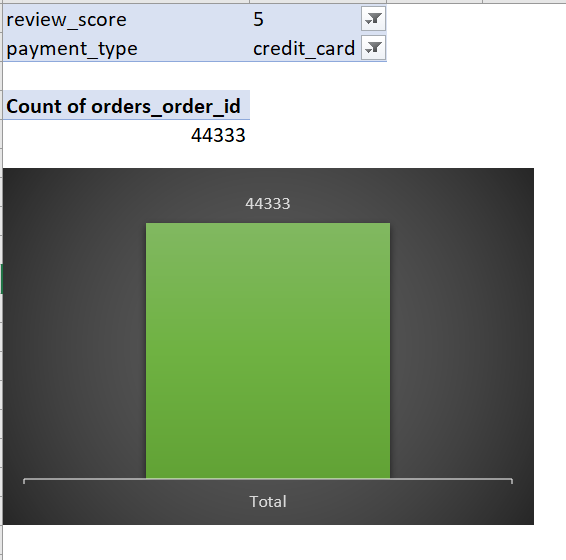 review_score 5
payment_type credit_card
Count of orders_order_id
44333
44333
Total